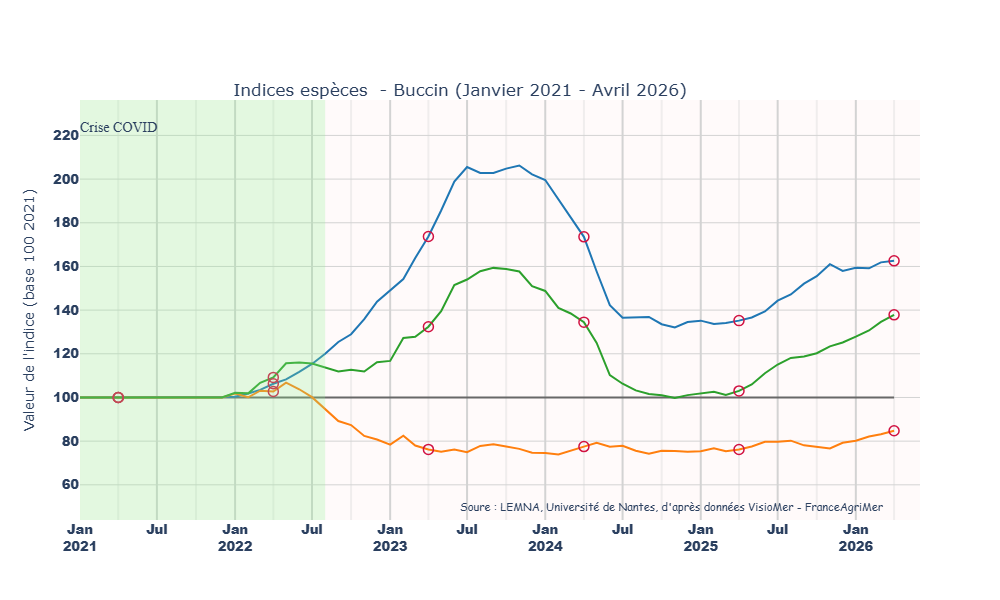 Indices espèces - Buccin (Janvier 2021 - Avril 2026)
Crise COVID
Valeur de l'indice (base 100 2021)
220
200
180
160
140
120
100
80
60
Soure : LEMNA, Université de Nantes, d'après données VisioMer - FranceAgriMer
Jan Jul Jan Jul Jan Jul Jan Jul Jan Jul Jan
2021 2022 2023 2024 2025 2026